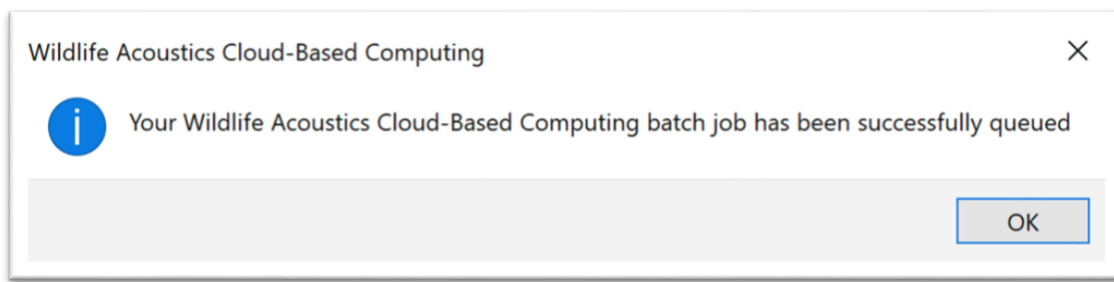 Wildlife Acoustics Cloud-Based Computing
Your Wildlife Acoustics Cloud-Based Computing batch job has been successfully queued
OK